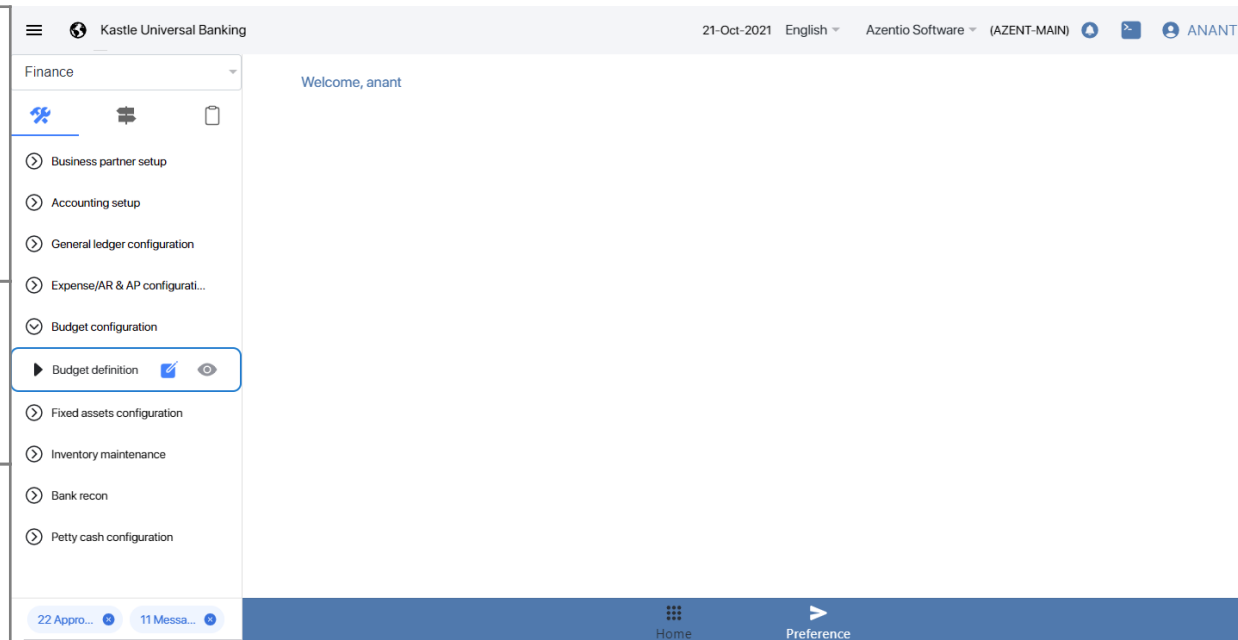 Kastle Universal Banking
21-Oct-2021 English Azentio Software (AZENT-MAIN) ANANT
Finance
Welcome, anant
Business partner setup
Accounting setup
General ledger configuration
Expense/AR & AP configurati...
Budget configuration
Budget definition
Fixed assets configuration
Inventory maintenance
Bank recon
Petty cash configuration
22 Appro... 11 Messa...
Home Preference